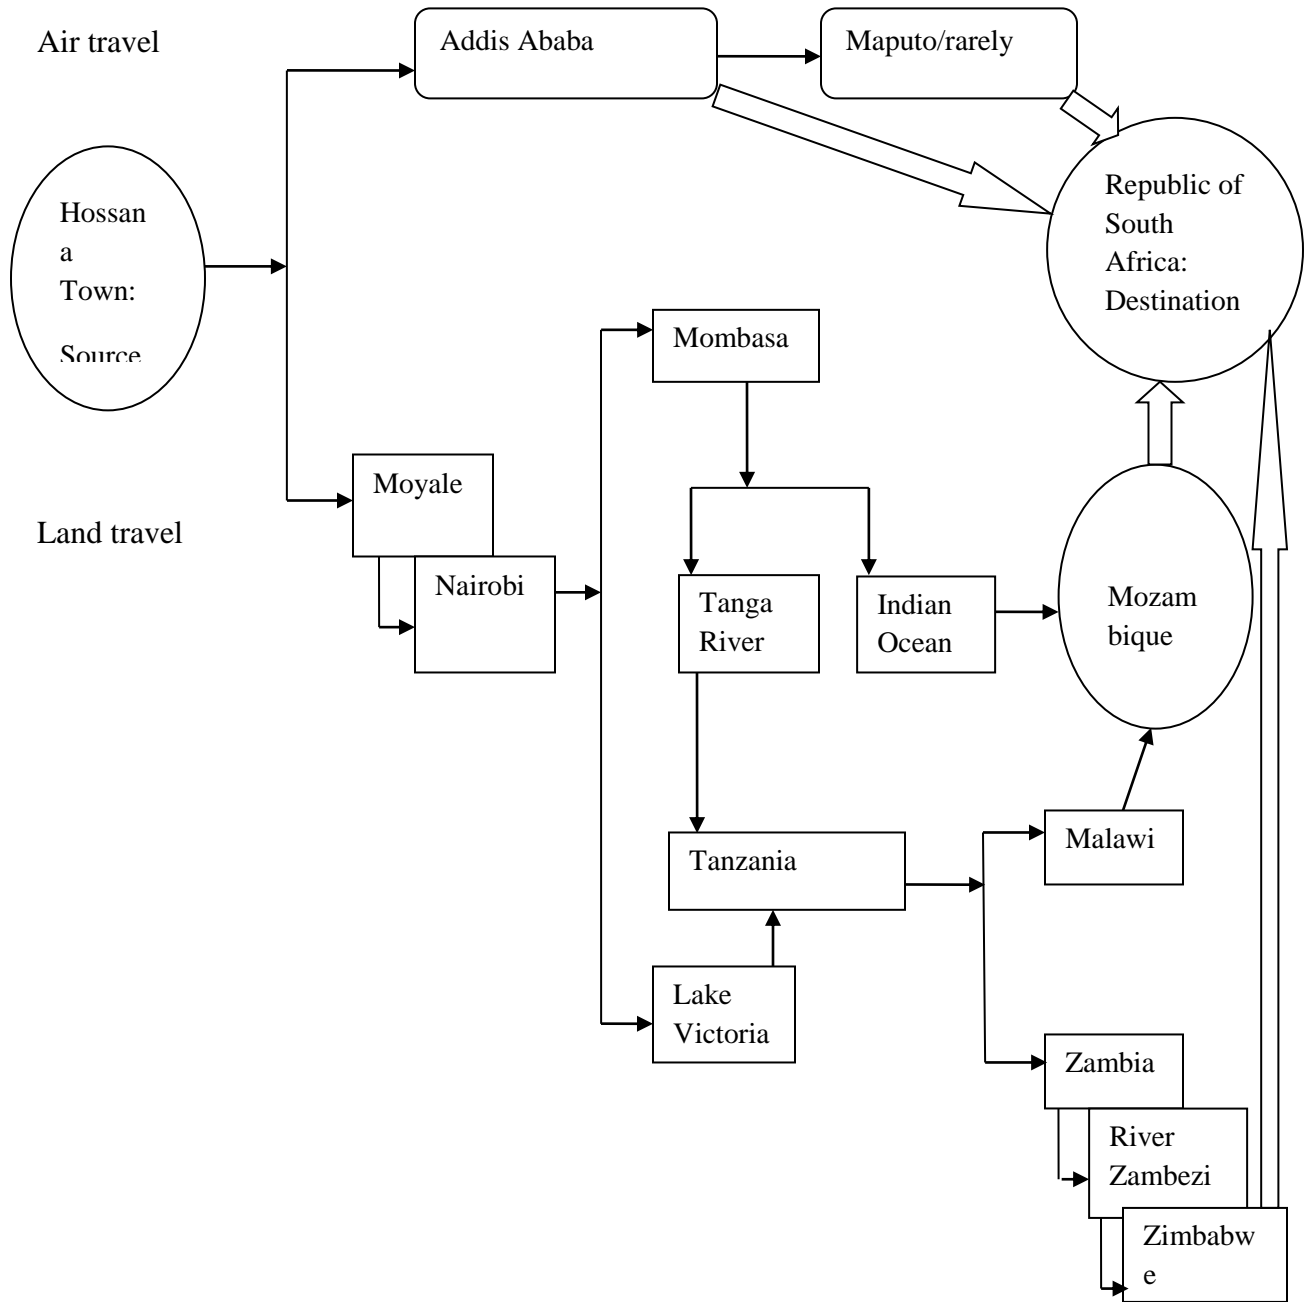 Air travel
Addis Ababa
Maputo/rarely
Hossan
a
Town:
Source
Republic of
South
Africa:
Destination
Mombasa
Moyale
Land travel
Nairobi
Tanga
River
Indian
Ocean
Mozam
bique
Tanzania
Malawi
Lake
Victoria
Zambia
River
Zambezi
Zimbabw
e